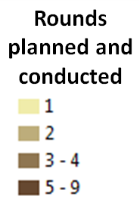 Rounds
planned and
conducted
1
2
3 - 4
5 - 9